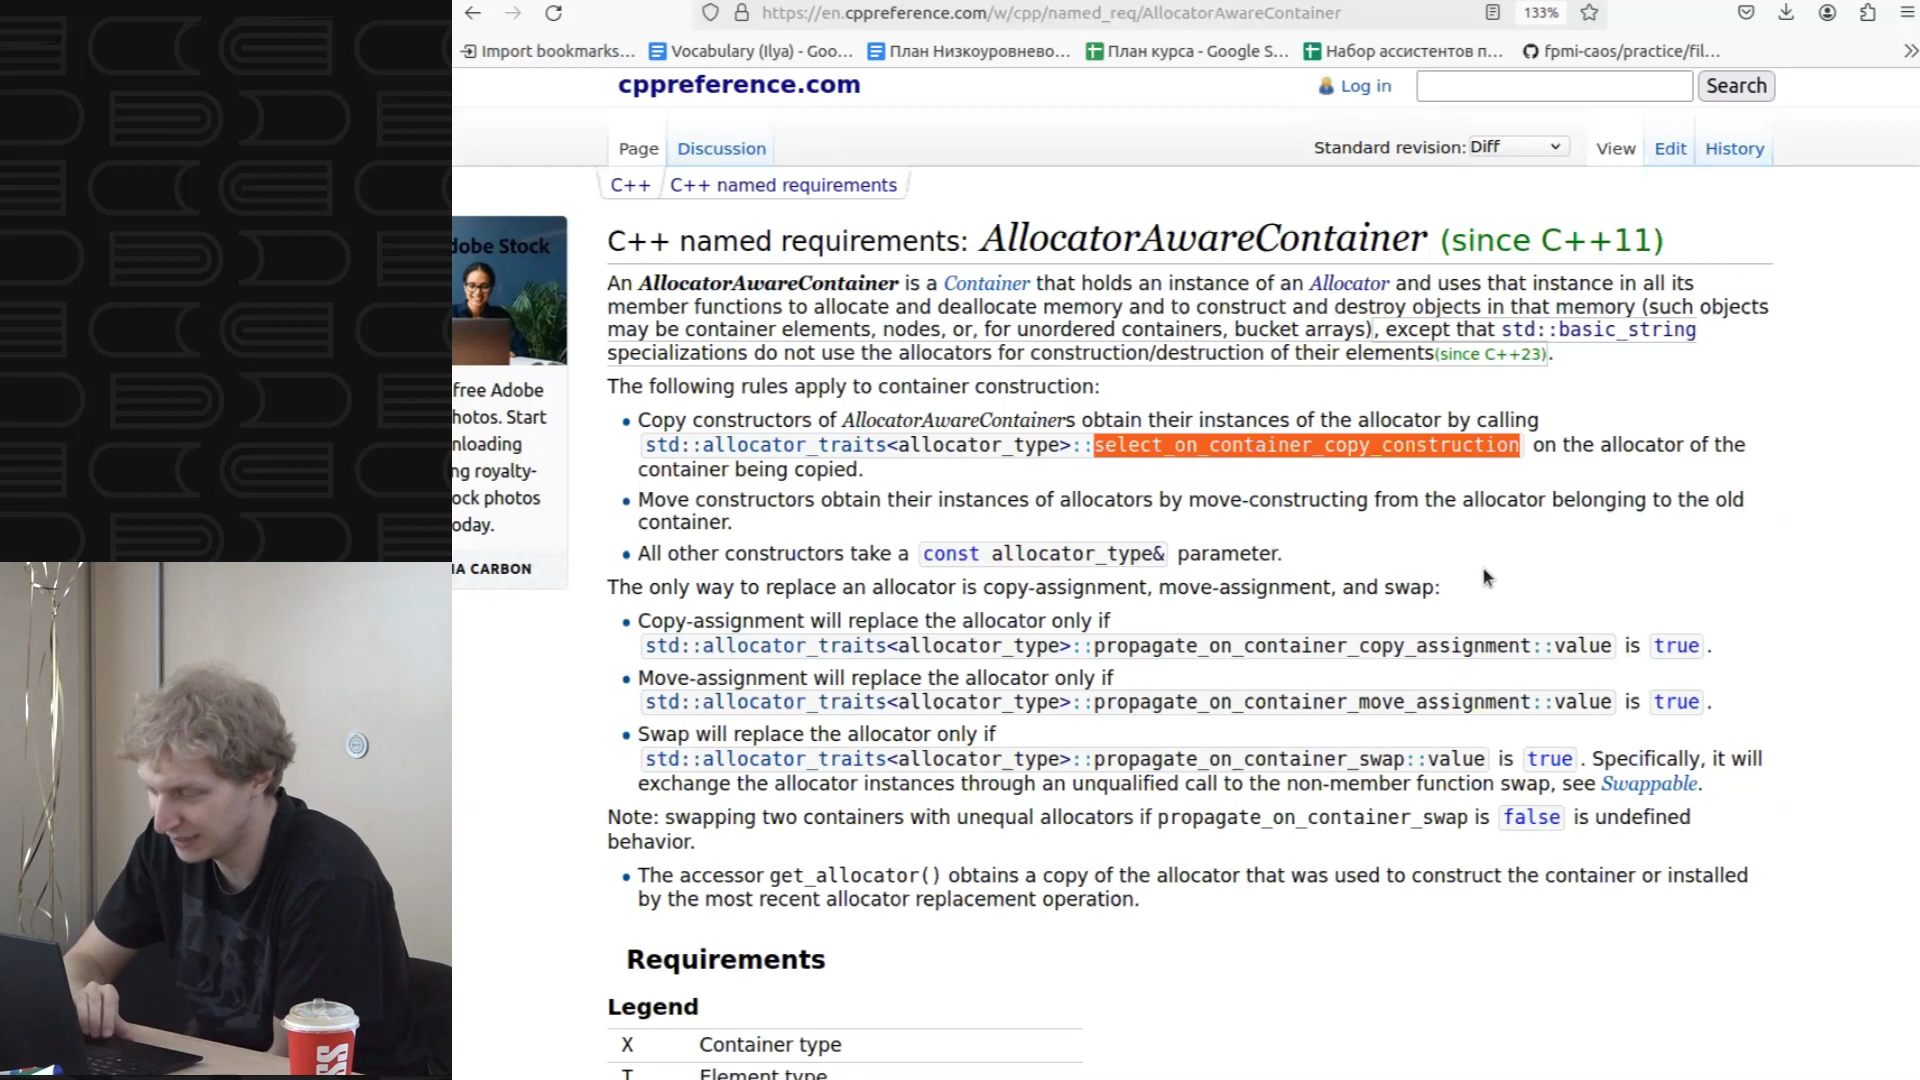 https://en.cppreference.com/w/cpp/named_req/AllocatorAwareContainer
133%
Import bookmarks...
Vocabulary (Ilya) - Goo...
План Низкоуровнево...
План курса - Google S...
Набор ассистентов п...
fpmi-caos/practice/fil...
cppreference.com
Log in
Search
Page
Discussion
Standard revision: Diff
View
Edit
History
C++
C++ named requirements
C++ named requirements: AllocatorAwareContainer (since C++11)
An AllocatorAwareContainer is a Container that holds an instance of an Allocator and uses that instance in all its
member functions to allocate and deallocate memory and to construct and destroy objects in that memory (such objects
may be container elements, nodes, or, for unordered containers, bucket arrays), except that std::basic_string
specializations do not use the allocators for construction/destruction of their elements(since C++23).
The following rules apply to container construction:
• Copy constructors of AllocatorAwareContainers obtain their instances of the allocator by calling
std::allocator_traits<allocator_type>::select_on_container_copy_construction on the allocator of the
container being copied.
• Move constructors obtain their instances of allocators by move-constructing from the allocator belonging to the old
container.
• All other constructors take a const allocator_type& parameter.
The only way to replace an allocator is copy-assignment, move-assignment, and swap:
• Copy-assignment will replace the allocator only if
std::allocator_traits<allocator_type>::propagate_on_container_copy_assignment::value is true.
• Move-assignment will replace the allocator only if
std::allocator_traits<allocator_type>::propagate_on_container_move_assignment::value is true.
• Swap will replace the allocator only if
std::allocator_traits<allocator_type>::propagate_on_container_swap::value is true. Specifically, it will
exchange the allocator instances through an unqualified call to the non-member function swap, see Swappable.
Note: swapping two containers with unequal allocators if propagate_on_container_swap is false is undefined
behavior.
• The accessor get_allocator() obtains a copy of the allocator that was used to construct the container or installed
by the most recent allocator replacement operation.
Requirements
Legend
X Container type
T Element type
dobe Stock
free Adobe
hotos. Start
nloading
ng royalty-
ock photos
oday.
IA CARBON